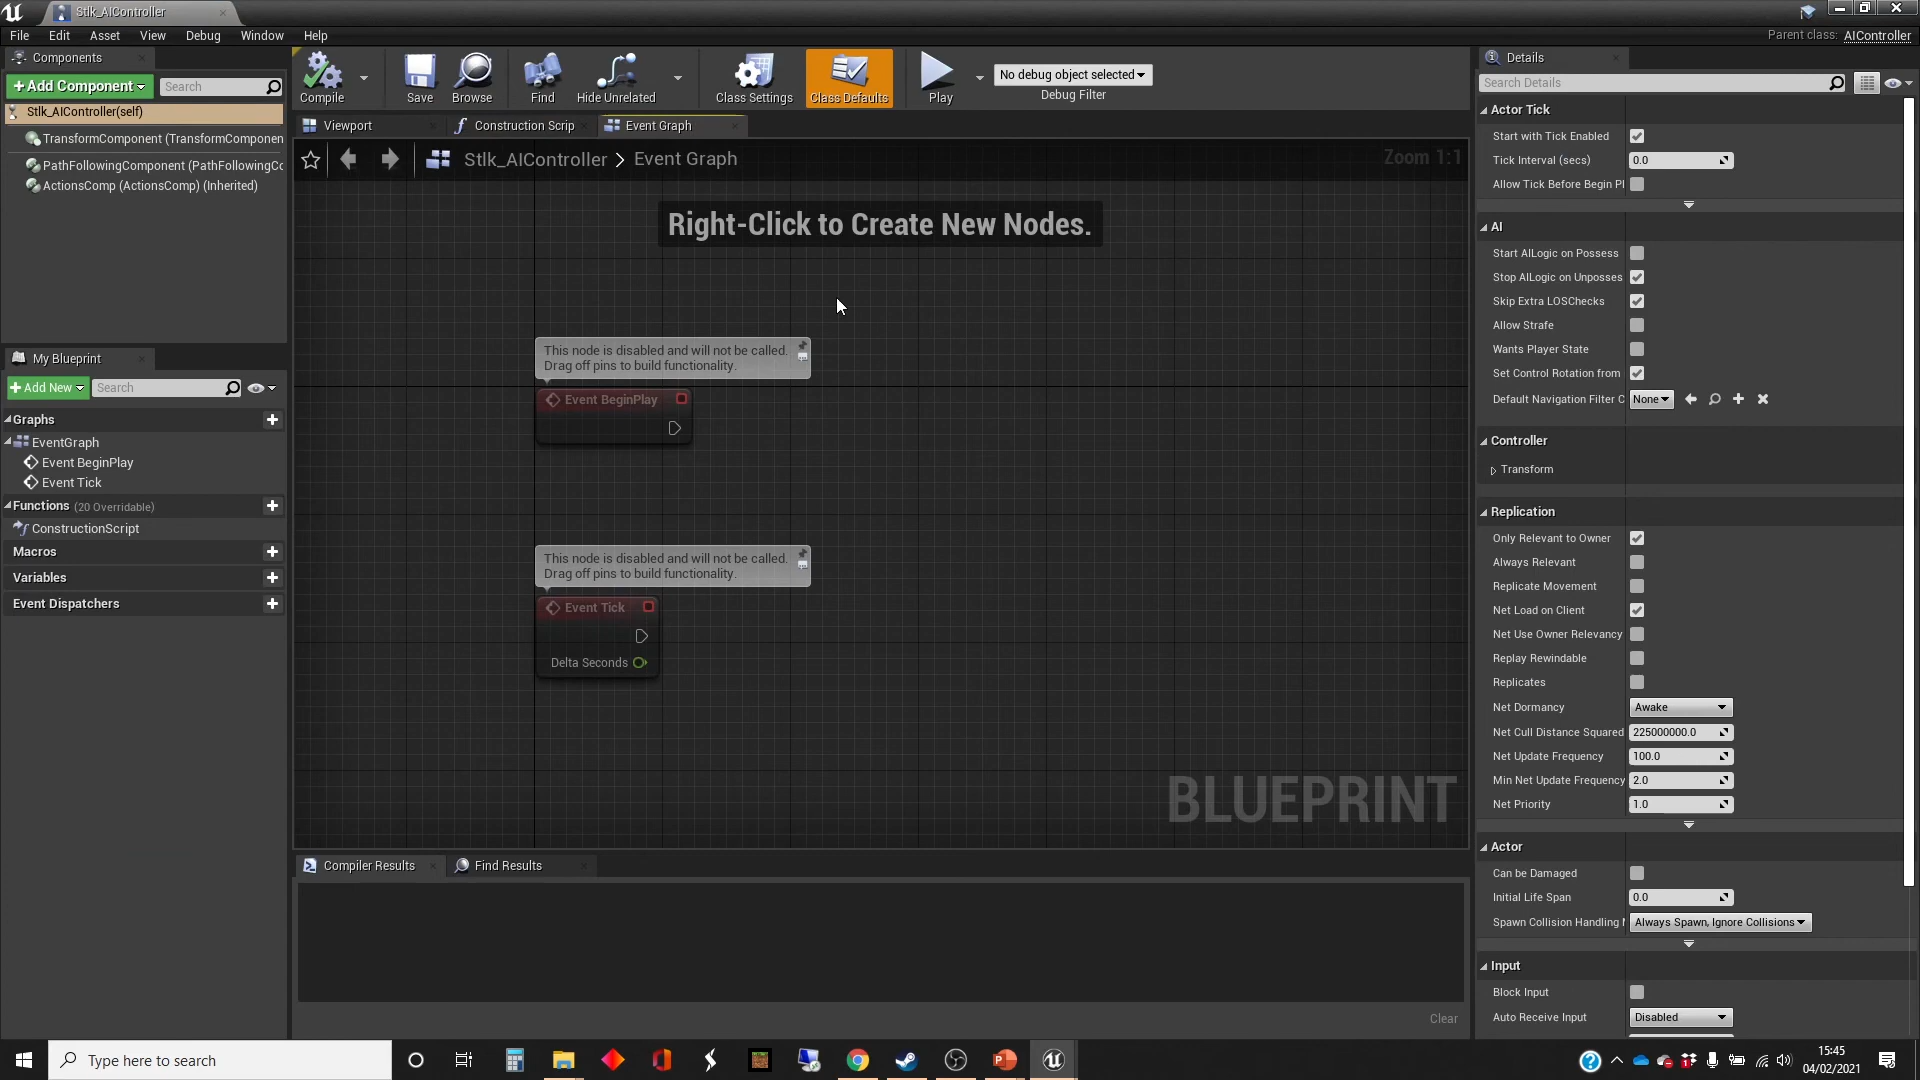 Stlk_AIController
File Edit Asset View Debug Window Help
Parent class: AIController
Components
+Add Component
Search
Stlk_AIController(self)
TransformComponent (TransformComponen
PathFollowingComponent (PathFollowingCc
ActionsComp (ActionsComp) (Inherited)
Compile
Save
Browse
Find
Hide Unrelated
Class Settings
Class Defaults
Play
No debug object selected
Debug Filter
Viewport
Construction Scrip
Event Graph
Stlk_AIController > Event Graph
Zoom 1:1
Right-Click to Create New Nodes.
This node is disabled and will not be called.
Drag off pins to build functionality.
Event BeginPlay
This node is disabled and will not be called.
Drag off pins to build functionality.
Event Tick
Delta Seconds
BLUEPRINT
My Blueprint
+Add New
Search
Graphs
EventGraph
Event BeginPlay
Event Tick
Functions (20 Overridable)
ConstructionScript
Macros
Variables
Event Dispatchers
Compiler Results
Find Results
Clear
Details
Search Details
Actor Tick
Start with Tick Enabled
Tick Interval (secs) 0.0
Allow Tick Before Begin Pl
AI
Start AILogic on Possess
Stop AILogic on Unposses
Skip Extra LOSChecks
Allow Strafe
Wants Player State
Set Control Rotation from
Default Navigation Filter C None
Controller
Transform
Replication
Only Relevant to Owner
Always Relevant
Replicate Movement
Net Load on Client
Net Use Owner Relevancy
Replay Rewindable
Replicates
Net Dormancy Awake
Net Cull Distance Squared 225000000.0
Net Update Frequency 100.0
Min Net Update Frequency 2.0
Net Priority 1.0
Actor
Can be Damaged
Initial Life Span 0.0
Spawn Collision Handling Always Spawn, Ignore Collisions
Input
Block Input
Auto Receive Input Disabled
Type here to search
15:45
04/02/2021